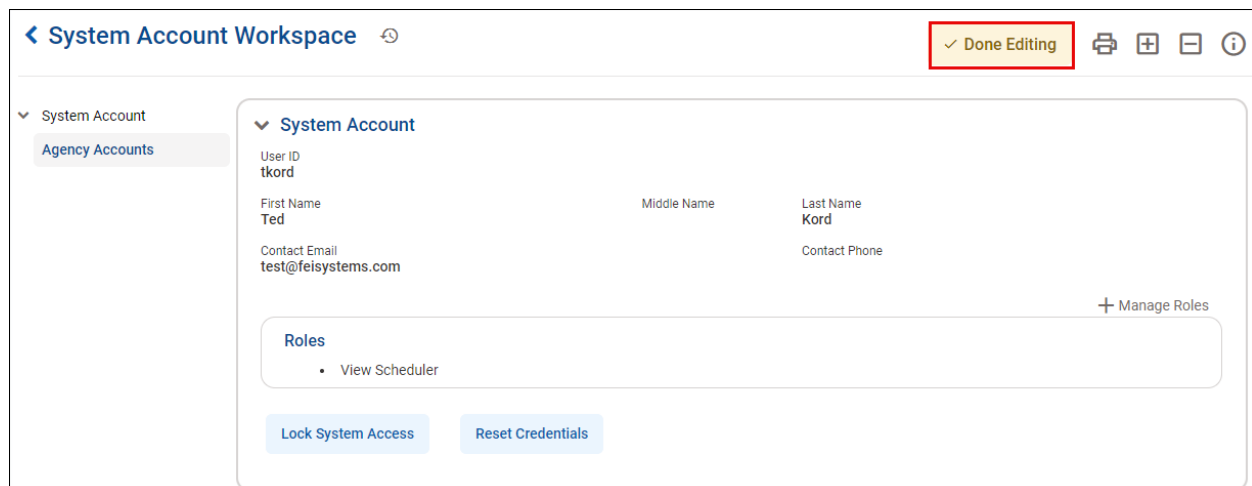 System Account Workspace
Done Editing
System Account
Agency Accounts
System Account
User ID
tkord
First Name Middle Name Last Name
Ted Kord
Contact Email Contact Phone
test@feisystems.com
Manage Roles
Roles
• View Scheduler
Lock System Access Reset Credentials